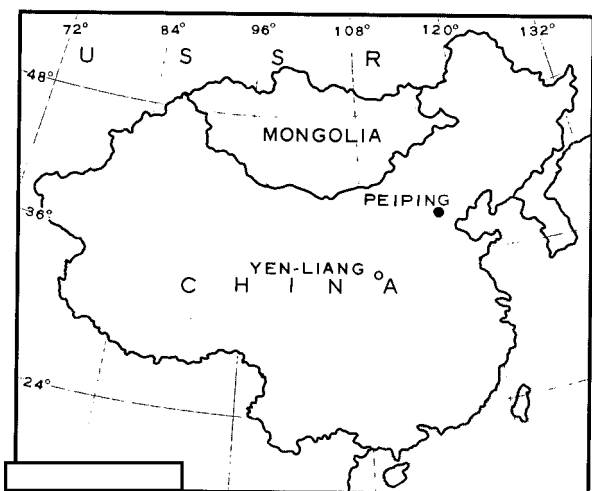 72° 84° 96° 108° 120° 132°
U S S R
48°
MONGOLIA
PEIPING
36°
YEN-LIANG
C H I N A
24°